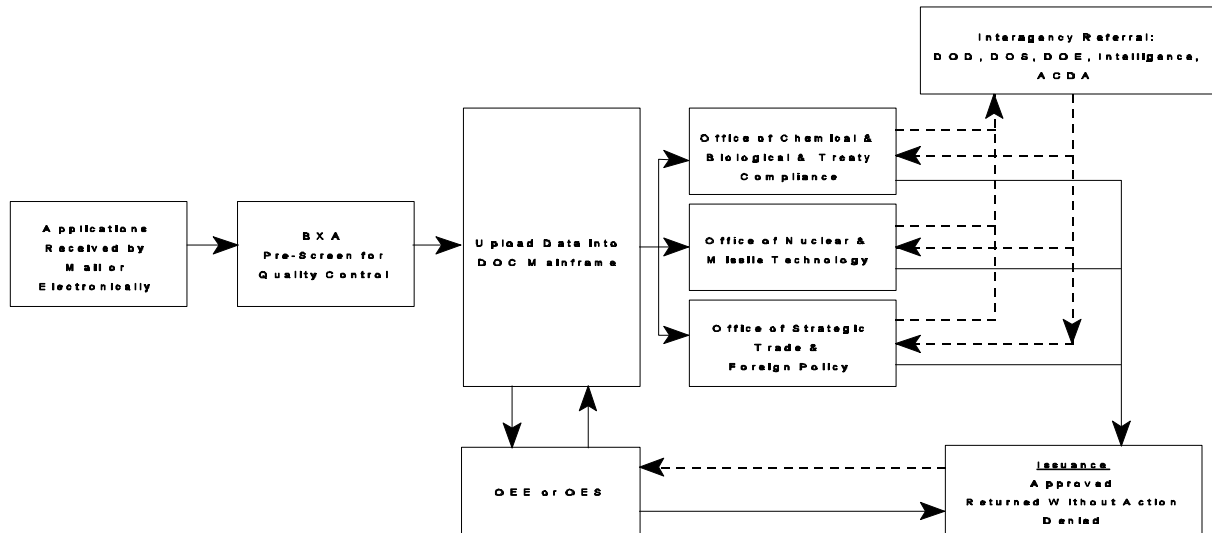 Interagency Referral:
DOD, DOS, DOE, Intelligence,
ACDA
Office of Chemical &
Biological & Treaty
Compliance
Applications
Received by
Mail or
Electronically
BXA
Pre-Screen for
Quality Control
Upload Data Into
DOC Mainframe
Office of Nuclear &
Missile Technology
Office of Strategic
Trade &
Foreign Policy
OEE or OES
Issuance
Approved
Returned Without Action
Denied